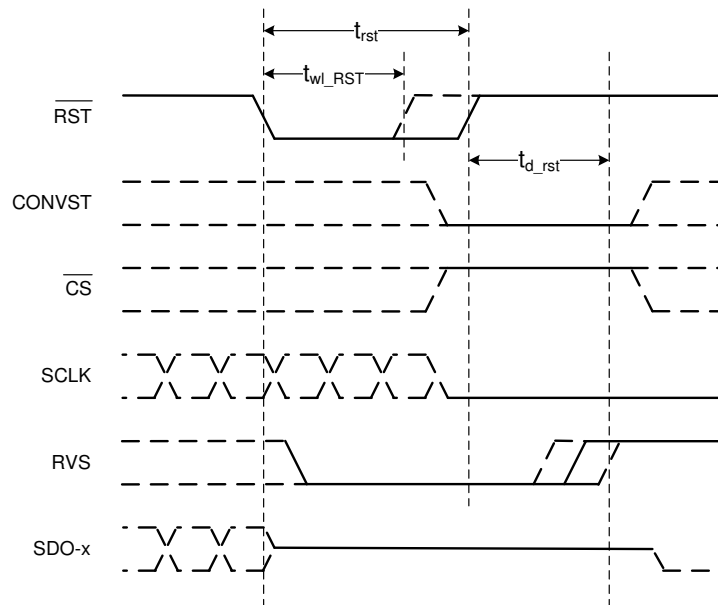 t_rst
t_wl_RST
RST
t_d_rst
CONVST
CS
SCLK
RVS
SDO-x